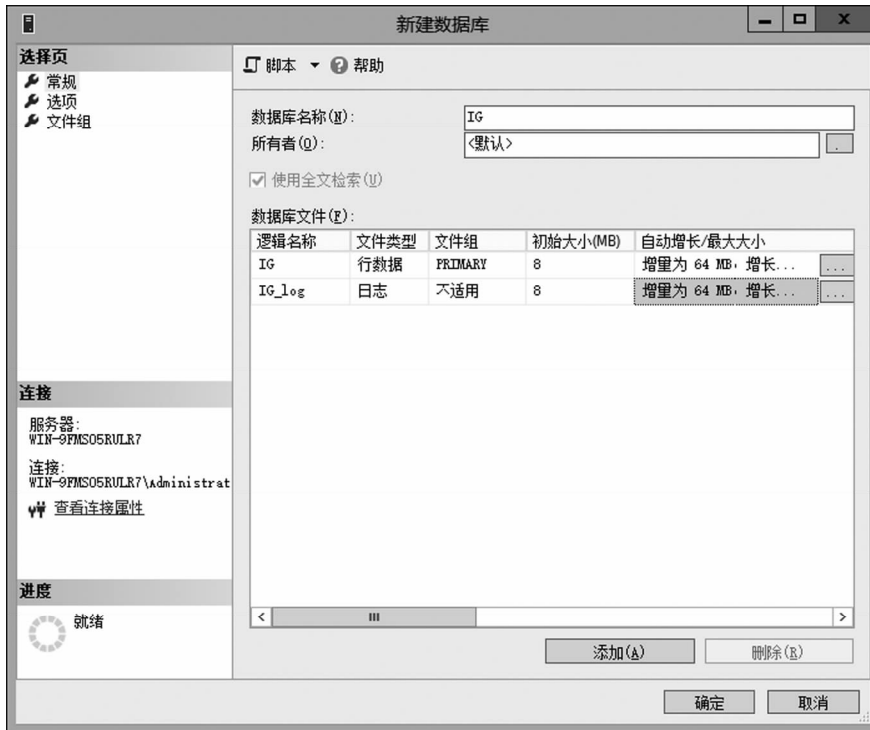 新建数据库
选择页
常规
选项
文件组
脚本 帮助
数据库名称(N):
IG
所有者(O):
<默认>
使用全文检索(U)
数据库文件(F):
逻辑名称 文件类型 文件组 初始大小(MB) 自动增长/最大大小
IG 行数据 PRIMARY 8 增量为 64 MB，增长... ...
IG_log 日志 不适用 8 增量为 64 MB，增长... ...
连接
服务器:
WIN-9FMSO5RULR7
连接:
WIN-9FMSO5RULR7\Administrat
查看连接属性
进度
就绪
添加(A) 删除(R)
确定 取消